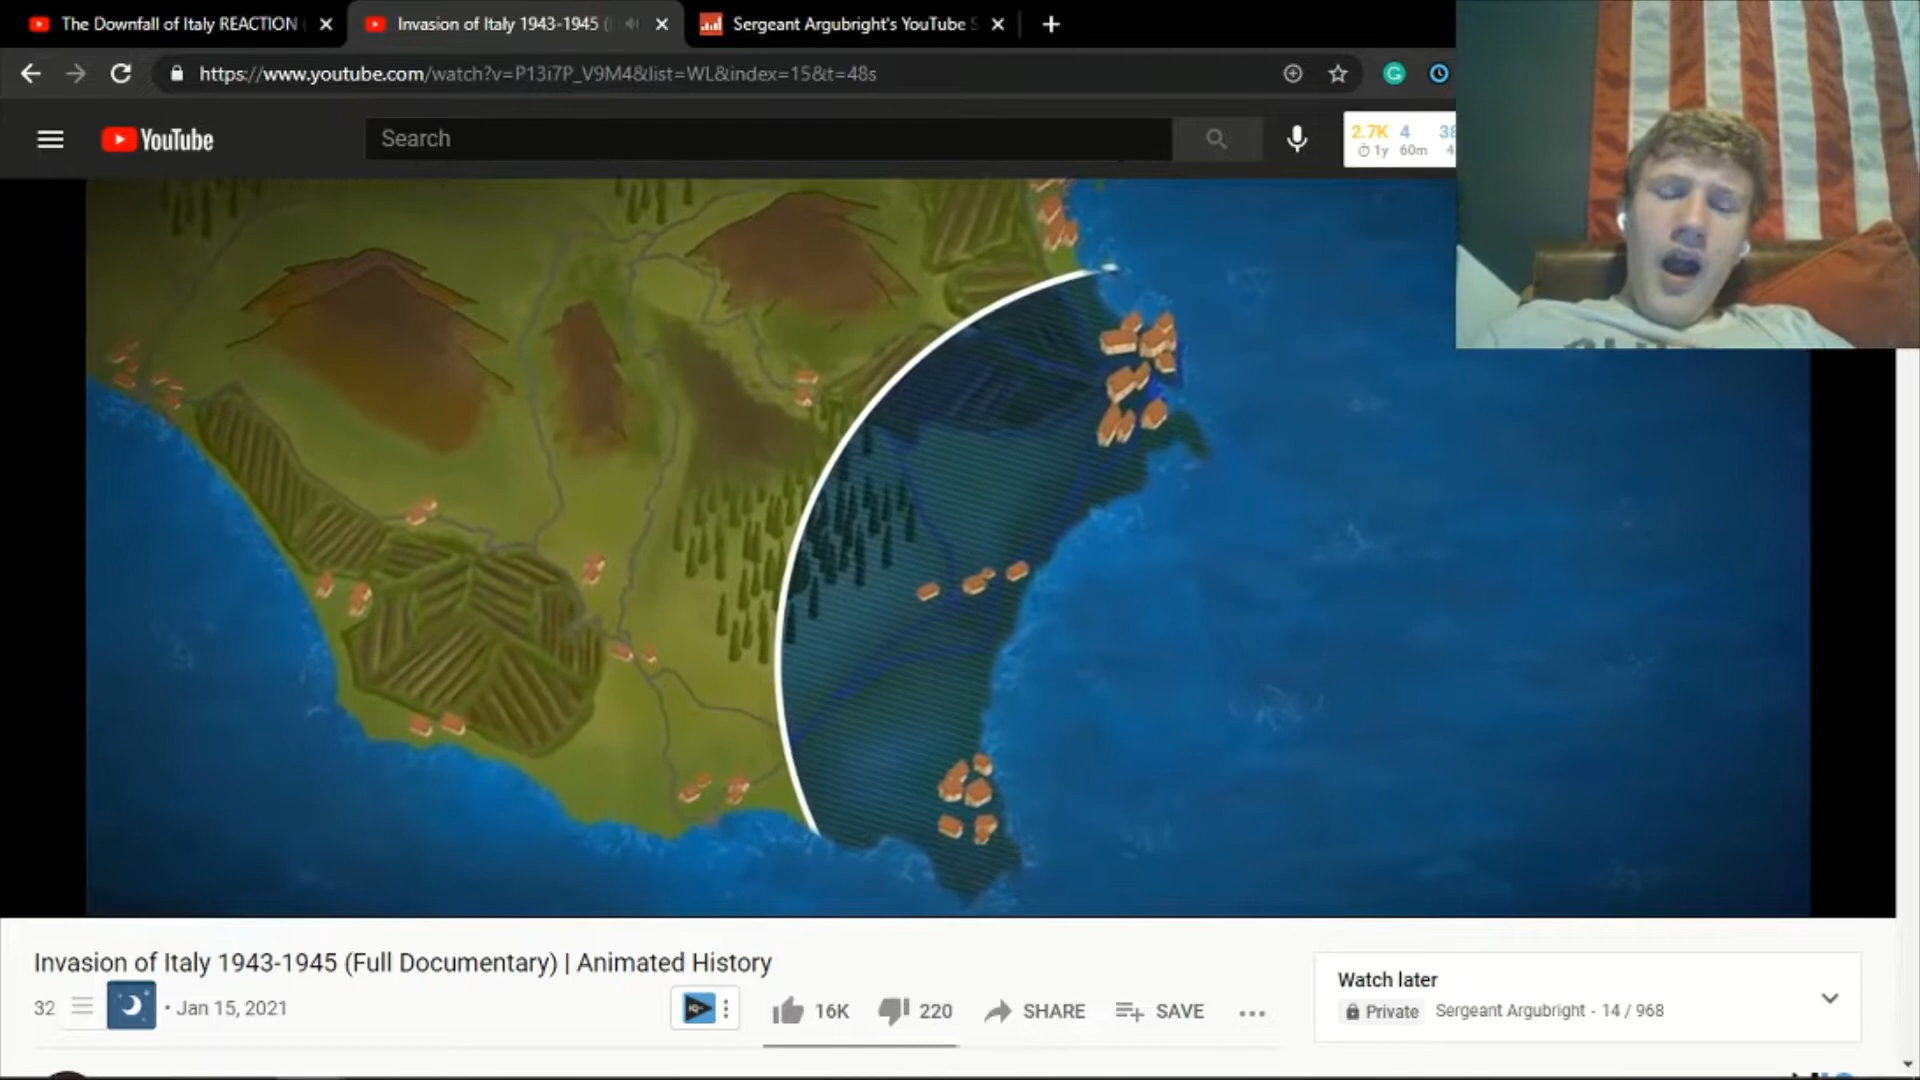 The Downfall of Italy REACTION
Invasion of Italy 1943-1945 (
Sergeant Argubright's YouTube S
https://www.youtube.com/watch?v=P13i7P_V9M4&list=WL&index=15&t=48s
YouTube
Search
2.7K 4 38
1y 60m 4
Invasion of Italy 1943-1945 (Full Documentary) | Animated History
32 • Jan 15, 2021
16K 220 SHARE SAVE
Watch later
Private Sergeant Argubright - 14 / 968